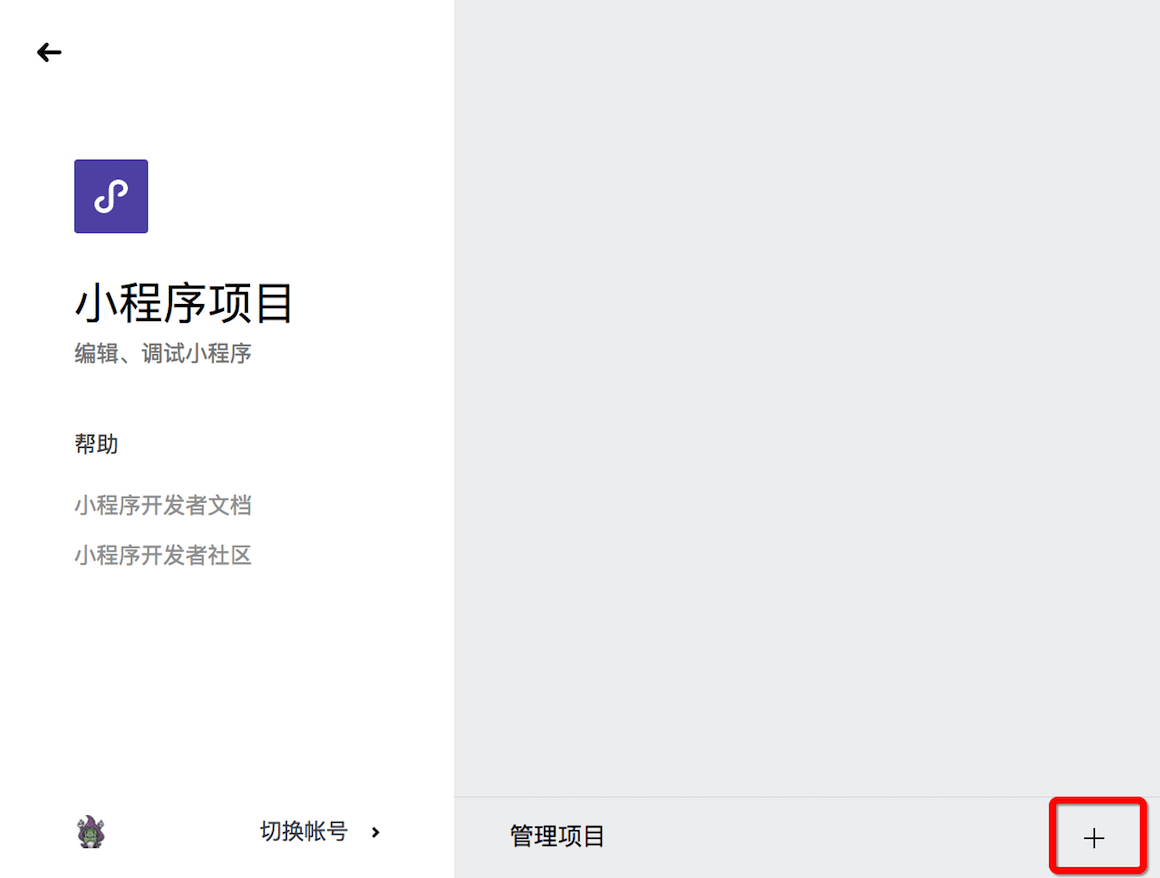 小程序项目
编辑、调试小程序
帮助
小程序开发者文档
小程序开发者社区
切换帐号
管理项目